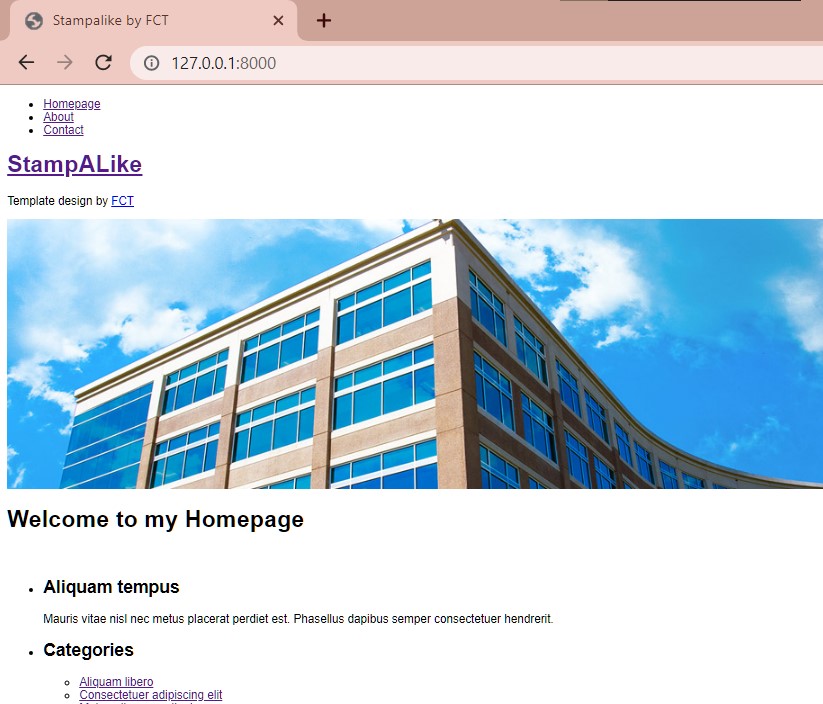 Stampalike by FCT
127.0.0.1:8000
Homepage
About
Contact
StampALike
Template design by FCT
Welcome to my Homepage
Aliquam tempus
Mauris vitae nisl nec metus placerat perdiet est. Phasellus dapibus semper consectetuer hendrerit.
Categories
Aliquam libero
Consectetuer adipiscing elit